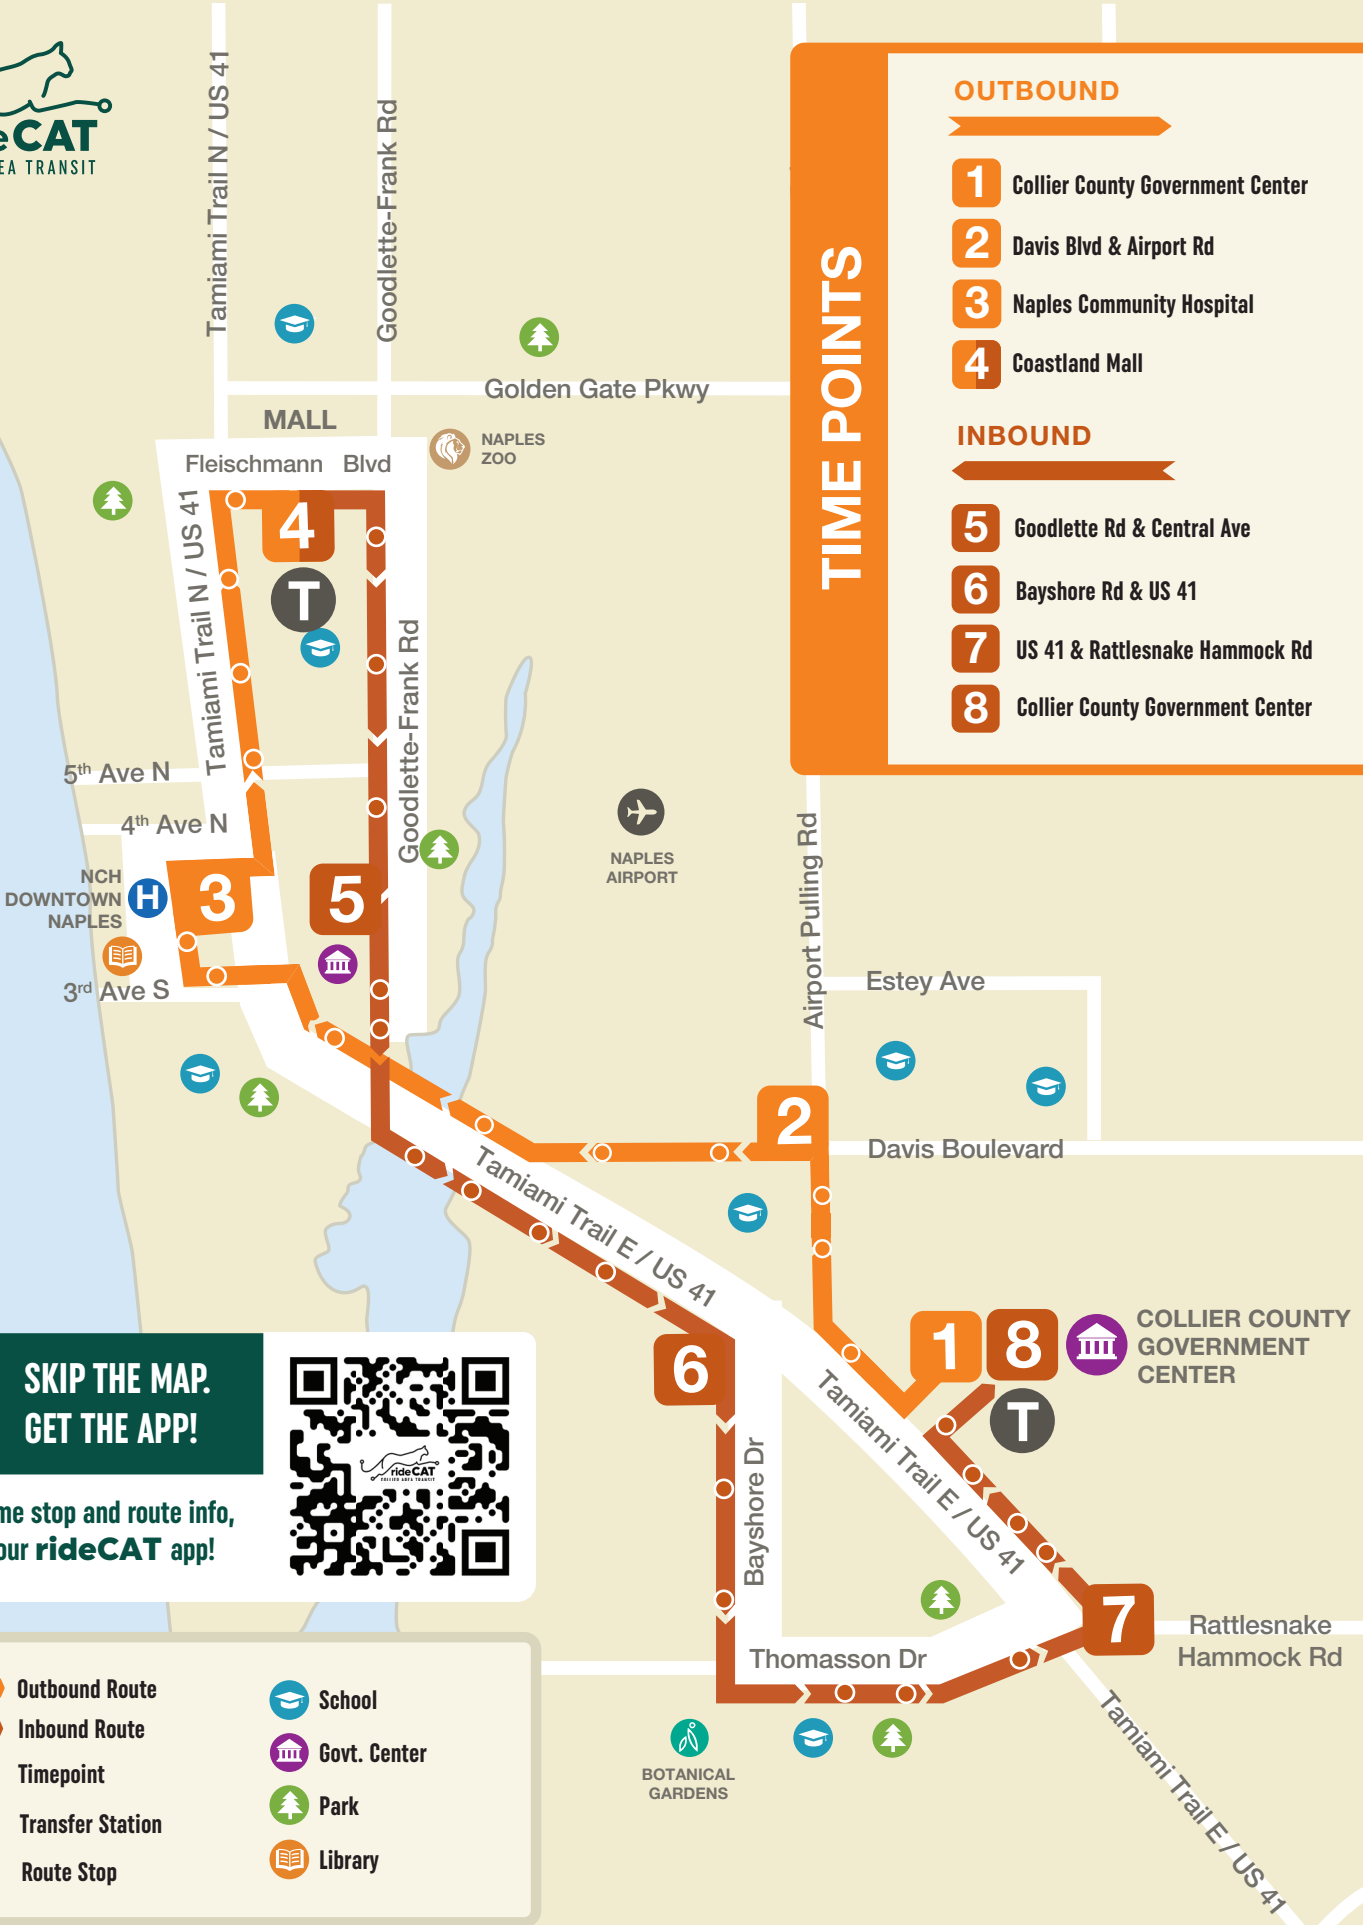 CAT
EA TRANSIT
Tamiami Trail N / US 41
Goodlette-Frank Rd
Golden Gate Pkwy
MALL
NAPLES
ZOO
Fleischmann Blvd
4
T
Tamiami Trail N / US 41
Goodlette-Frank Rd
5th Ave N
4th Ave N
NCH
DOWNTOWN
NAPLES
H
3
5
3rd Ave S
NAPLES
AIRPORT
Airport Pulling Rd
Estey Ave
2
Davis Boulevard
Tamiami Trail E / US 41
1
8
T
COLLIER COUNTY
GOVERNMENT
CENTER
6
Bayshore Dr
Tamiami Trail E / US 41
7
Rattlesnake
Hammock Rd
Thomasson Dr
BOTANICAL
GARDENS
Tamiami Trail E / US 41
TIME POINTS
OUTBOUND
1 Collier County Government Center
2 Davis Blvd & Airport Rd
3 Naples Community Hospital
4 Coastland Mall
INBOUND
5 Goodlette Rd & Central Ave
6 Bayshore Rd & US 41
7 US 41 & Rattlesnake Hammock Rd
8 Collier County Government Center
SKIP THE MAP.
GET THE APP!
me stop and route info,
our rideCAT app!
rideCAT
COLLIER AREA TRANSIT
Outbound Route
Inbound Route
Timepoint
Transfer Station
Route Stop
School
Govt. Center
Park
Library